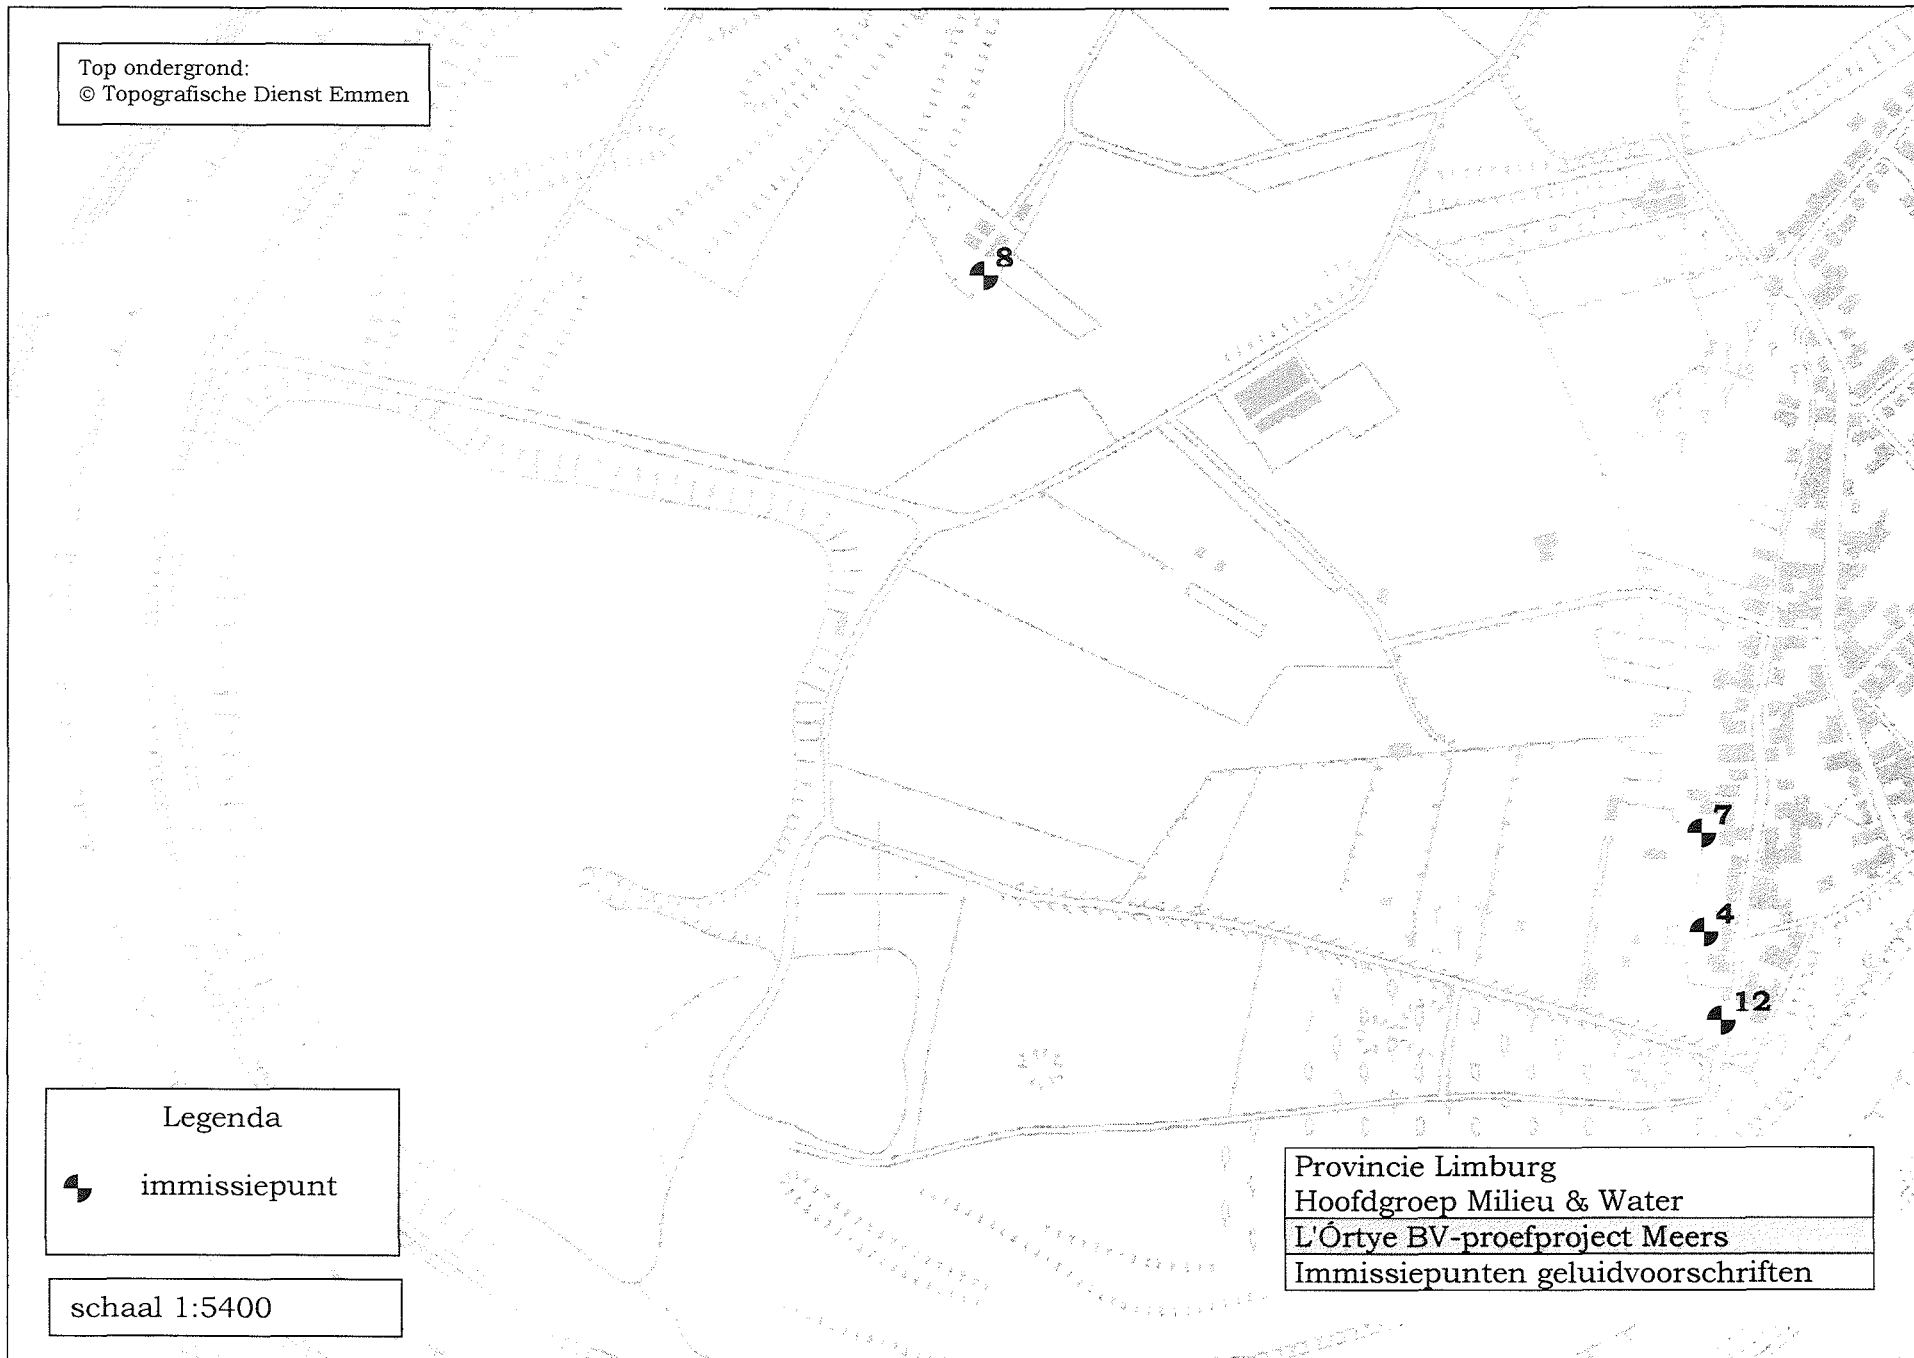 Top ondergrond:
© Topografische Dienst Emmen
8
7
4
12
Legenda
immissiepunt
schaal 1:5400
Provincie Limburg
Hoofdgroep Milieu & Water
L'Órtye BV-proefproject Meers
Immissiepunten geluidvoorschriften